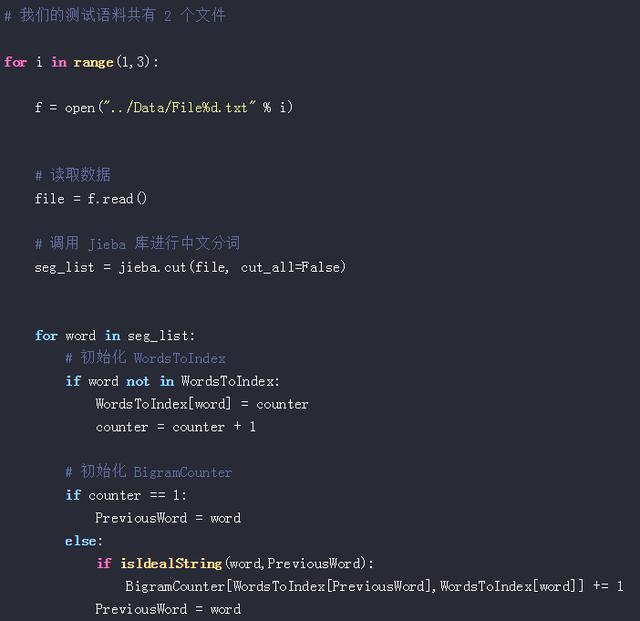 # 我们的测试语料共有 2 个文件
for i in range(1,3):
f = open("../Data/File%d.txt" % i)
# 读取数据
file = f.read()
# 调用 Jieba 库进行中文分词
seg_list = jieba.cut(file, cut_all=False)
for word in seg_list:
# 初始化 WordsToIndex
if word not in WordsToIndex:
WordsToIndex[word] = counter
counter = counter + 1
# 初始化 BigramCounter
if counter == 1:
PreviousWord = word
else:
if isIdealString(word,PreviousWord):
BigramCounter[WordsToIndex[PreviousWord],WordsToIndex[word]] += 1
PreviousWord = word